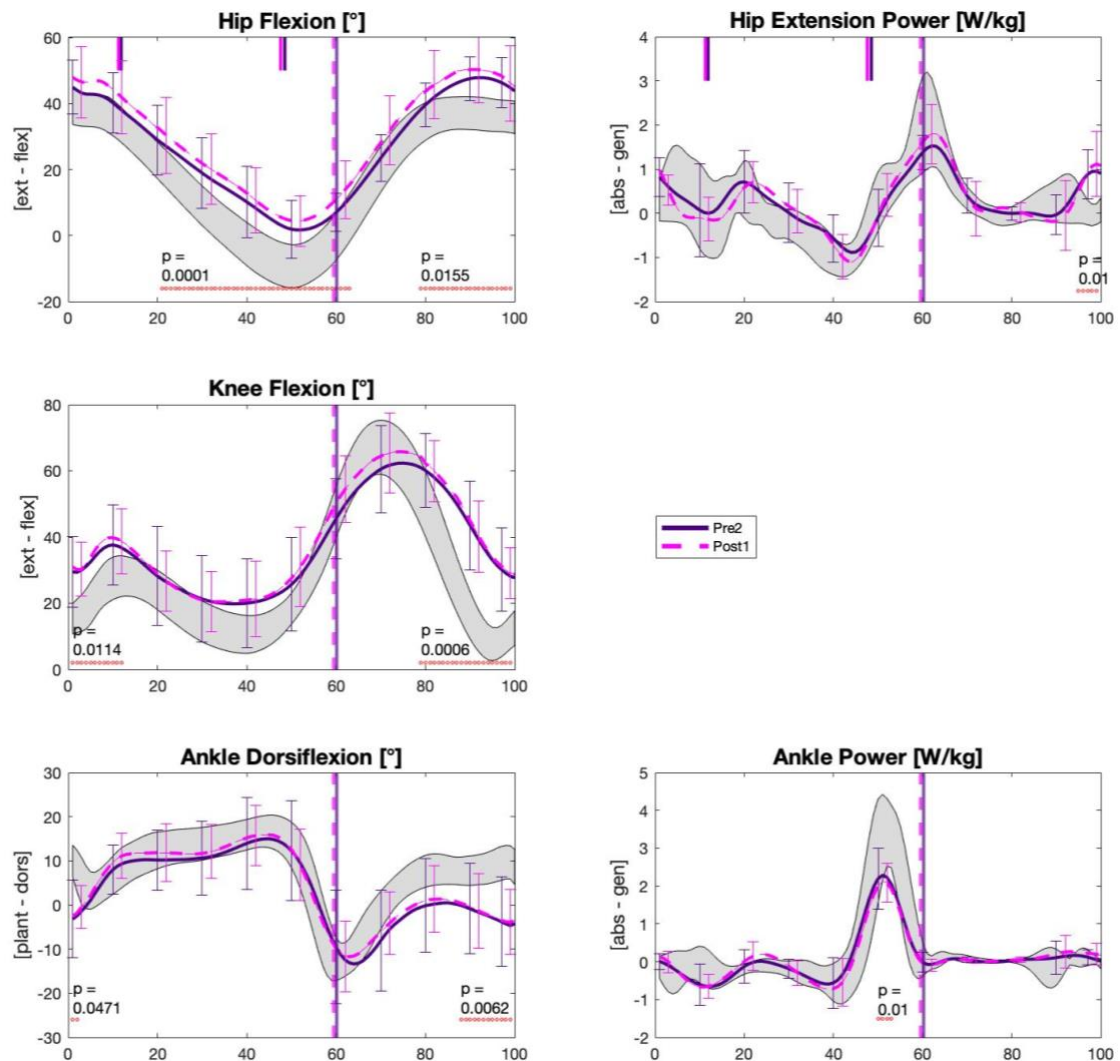 Hip Flexion [°]
[ext - flex]
60
40
20
0
-20
p =
0.0001
p =
0.0155
0 20 40 60 80 100
Hip Extension Power [W/kg]
[abs - gen]
4
3
2
1
0
-1
-2
p =
0.01
0 20 40 60 80 100
Knee Flexion [°]
[ext - flex]
80
60
40
20
0
p =
0.0114
p =
0.0006
0 20 40 60 80 100
Pre2
Post1
Ankle Dorsiflexion [°]
[plant - dors]
30
20
10
0
-10
-20
-30
p =
0.0471
p =
0.0062
0 20 40 60 80 100
Ankle Power [W/kg]
[abs - gen]
5
4
3
2
1
0
-1
-2
p =
0.01
0 20 40 60 80 100